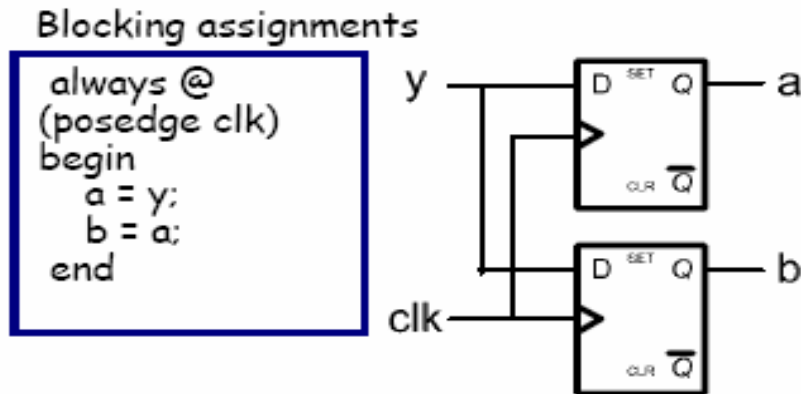 Blocking assignments
always @
(posedge clk)
begin
a = y;
b = a;
end
y
D SET Q
a
CLR Q
D SET Q
b
clk
CLR Q